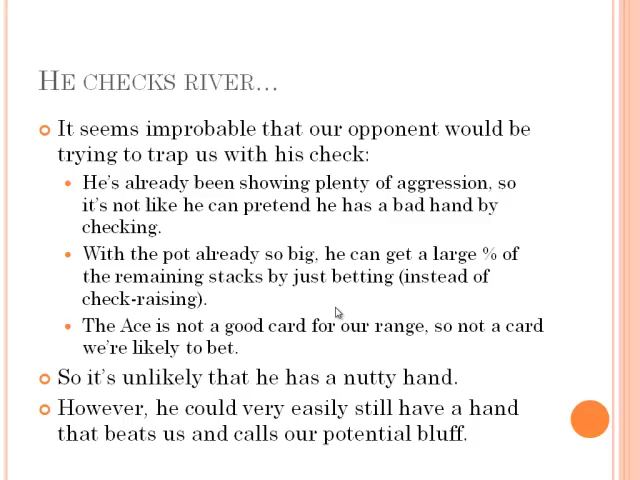 HE CHECKS RIVER...
It seems improbable that our opponent would be
trying to trap us with his check:
He's already been showing plenty of aggression, so
it's not like he can pretend he has a bad hand by
checking.
With the pot already so big, he can get a large % of
the remaining stacks by just betting (instead of
check-raising).
The Ace is not a good card for our range, so not a card
we're likely to bet.
So it's unlikely that he has a nutty hand.
However, he could very easily still have a hand
that beats us and calls our potential bluff.